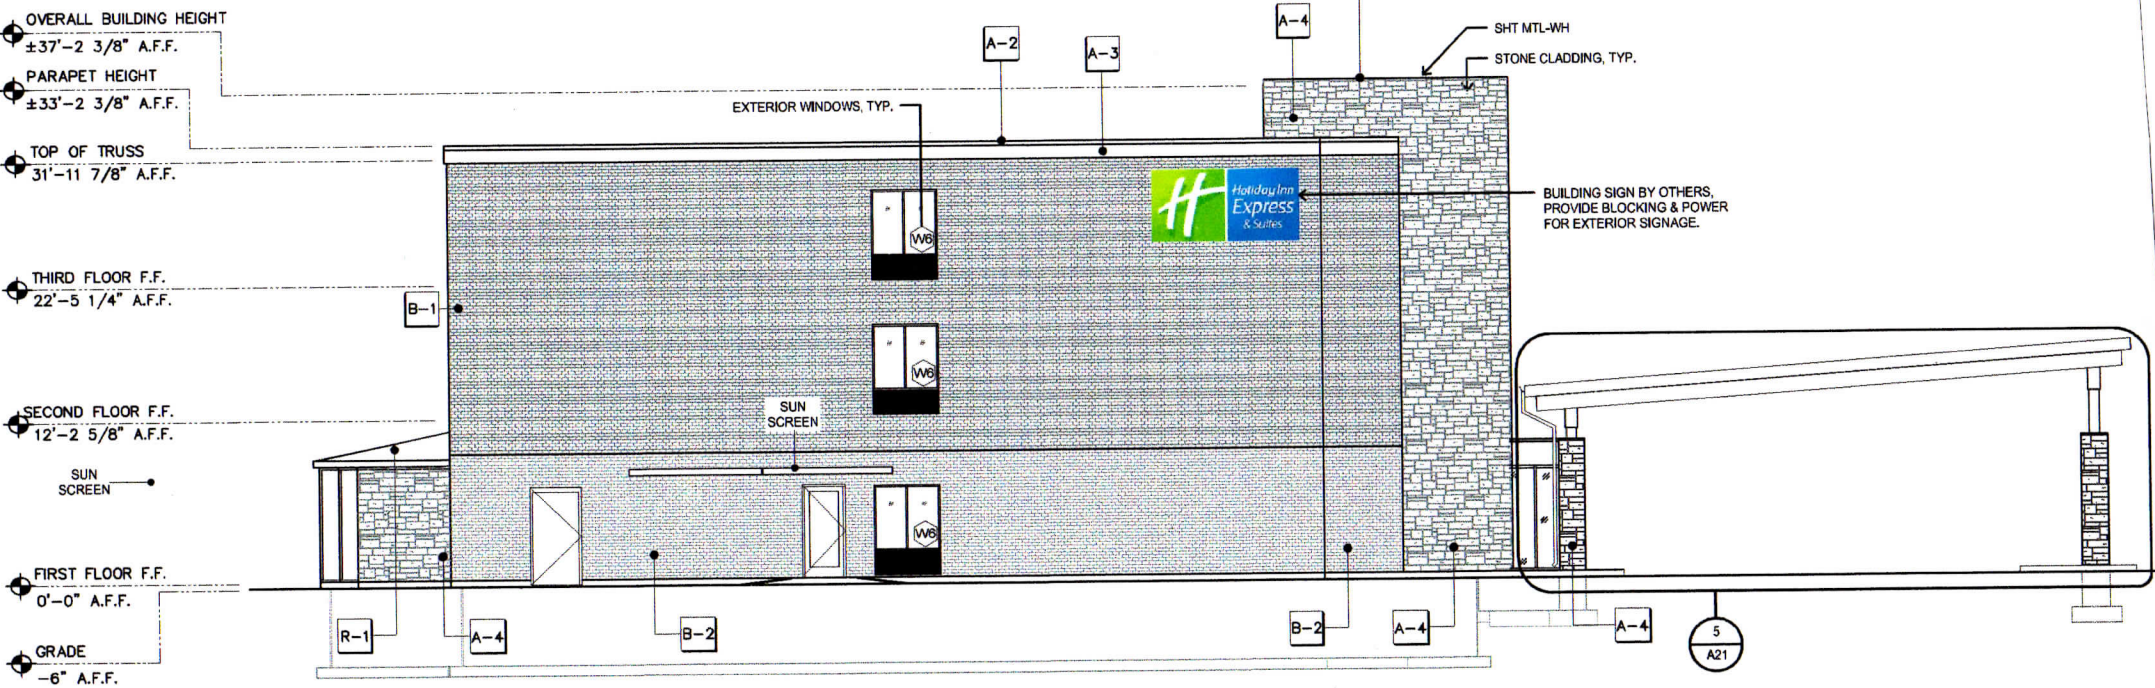 OVERALL BUILDING HEIGHT
±37'-2 3/8" A.F.F.
PARAPET HEIGHT
±33'-2 3/8" A.F.F.
TOP OF TRUSS
31'-11 7/8" A.F.F.
THIRD FLOOR F.F.
22'-5 1/4" A.F.F.
SECOND FLOOR F.F.
12'-2 5/8" A.F.F.
SUN
SCREEN
FIRST FLOOR F.F.
0'-0" A.F.F.
GRADE
-6" A.F.F.
A-2
A-3
A-4
SHT MTL-WH
STONE CLADDING, TYP.
EXTERIOR WINDOWS, TYP.
Holiday Inn
Express
& Suites
H
BUILDING SIGN BY OTHERS,
PROVIDE BLOCKING & POWER
FOR EXTERIOR SIGNAGE.
W6
B-1
W6
SUN
SCREEN
W6
R-1
A-4
B-2
B-2
A-4
A-4
5
A21